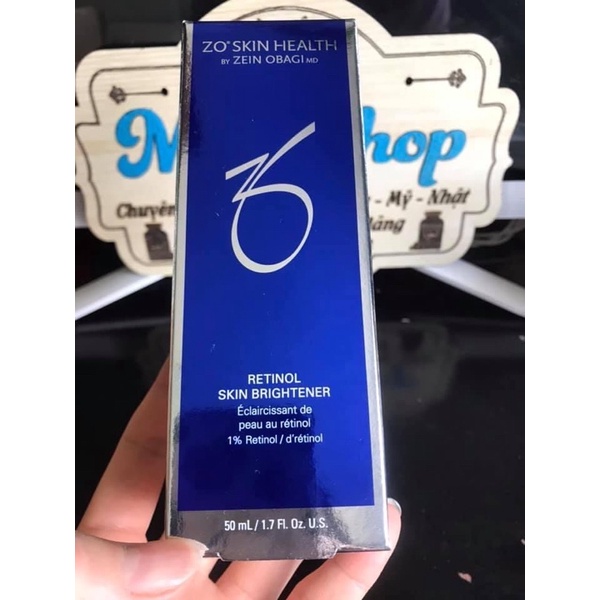 ZO® SKIN HEALTH
BY ZEIN OBAGI MD
hop
Chuyên
- Mỹ - Nhật
RETINOL
SKIN BRIGHTENER
Éclaircissant de
peau au rétinol
1% Retinol / d'rétinol
50 mL / 1.7 Fl. Oz. U.S.